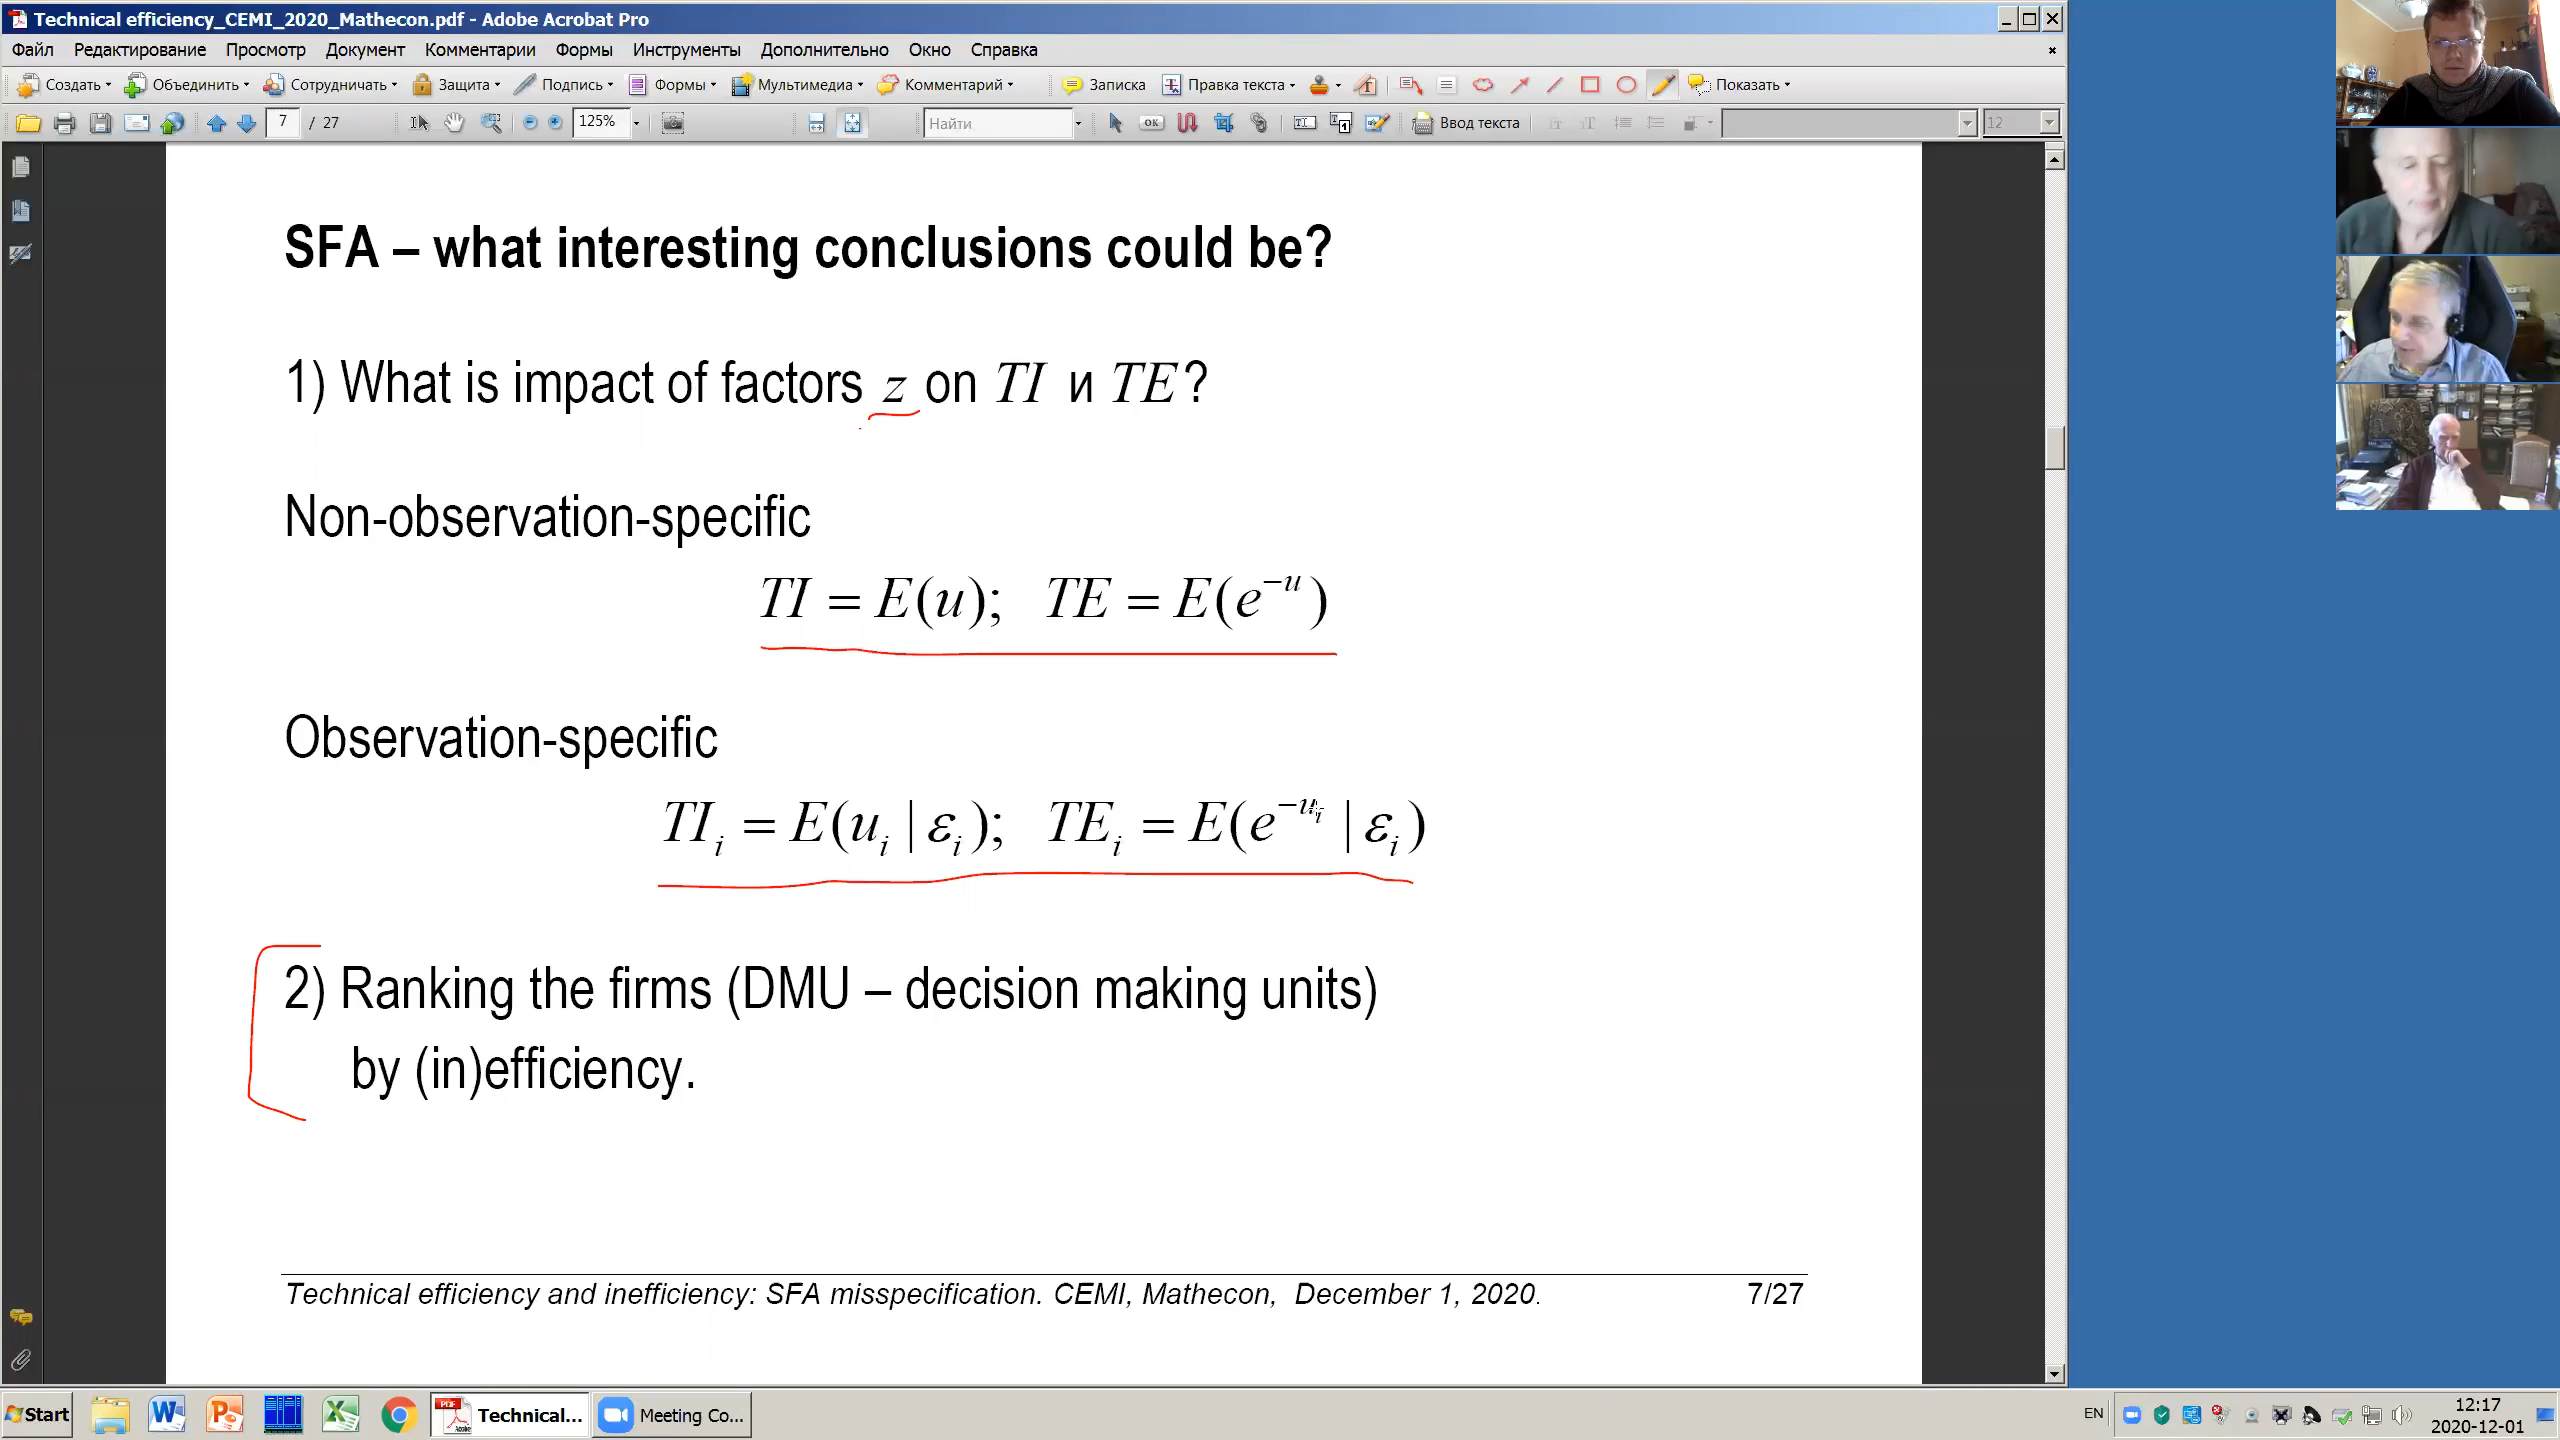 Technical efficiency_CEMI_2020_Mathecon.pdf - Adobe Acrobat Pro
Файл Редактирование Просмотр Документ Комментарии Формы Инструменты Дополнительно Окно Справка
Создать Объединить Сотрудничать Защита Подпись Формы Мультимедиа Комментарий Записка Правка текста Показать
7 / 27 125% Найти OK Ввод текста 12
SFA – what interesting conclusions could be?
1) What is impact of factors z on TI и TE?
Non-observation-specific
TI = E(u); TE = E(e^{-u})
Observation-specific
TI_i = E(u_i | ε_i); TE_i = E(e^{-u_i} | ε_i)
2) Ranking the firms (DMU – decision making units)
by (in)efficiency.
Technical efficiency and inefficiency: SFA misspecification. CEMI, Mathecon, December 1, 2020. 7/27
Start Technical... Meeting Co... EN 12:17
2020-12-01